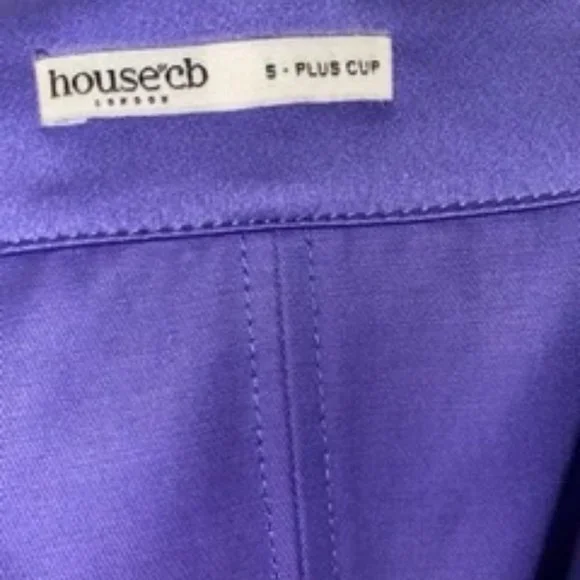 house of cb S - PLUS CUP
LONDON